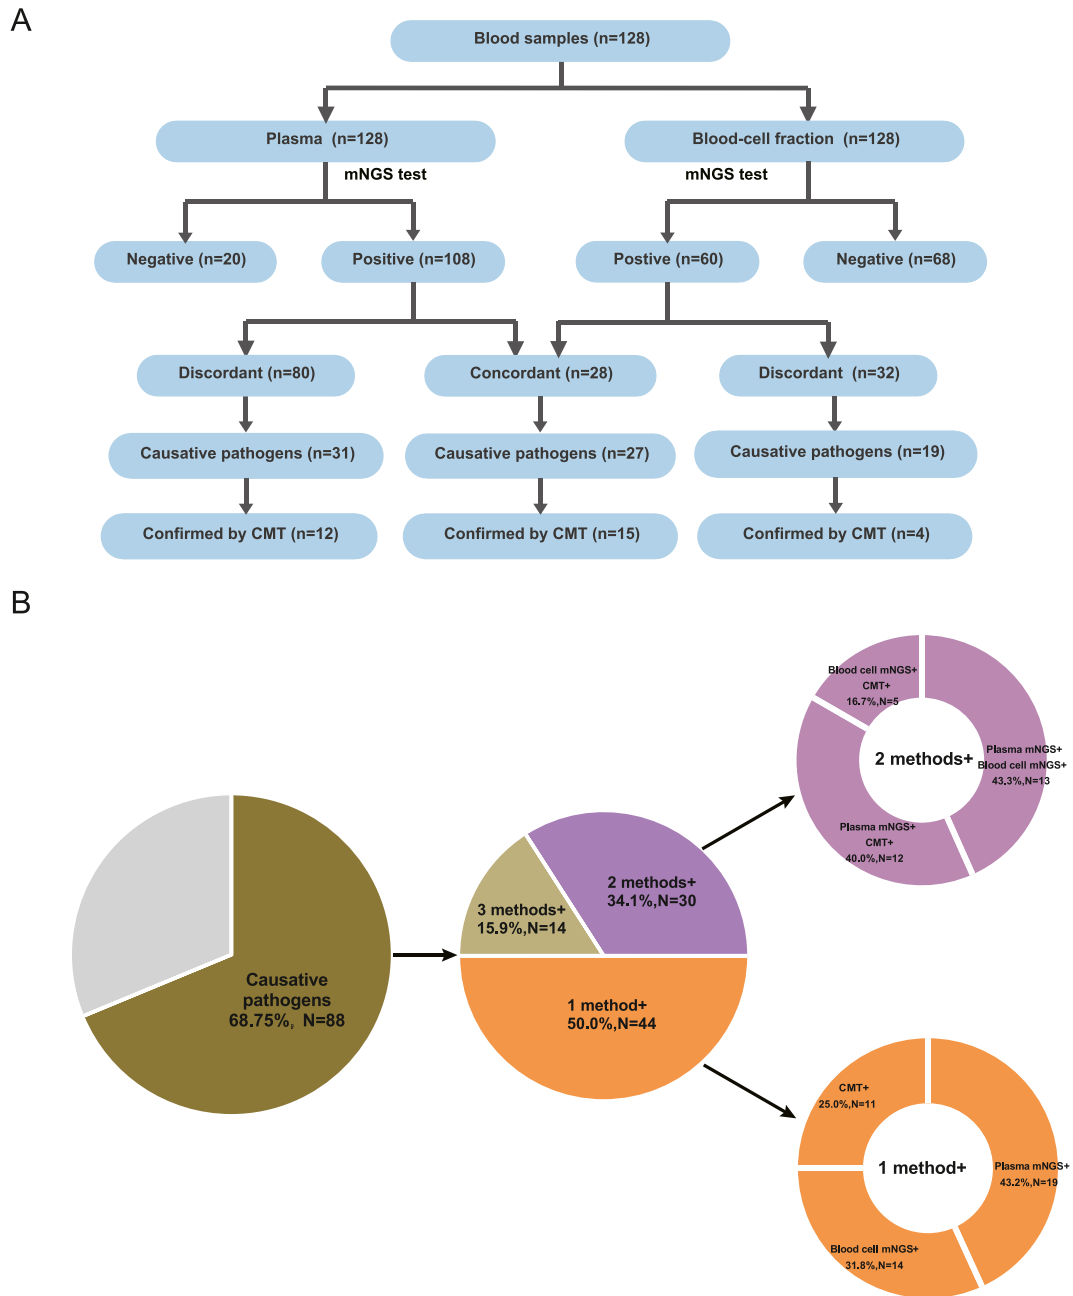 A
Blood samples (n=128)
Plasma (n=128)
Blood-cell fraction (n=128)
mNGS test
mNGS test
Negative (n=20)
Positive (n=108)
Postive (n=60)
Negative (n=68)
Discordant (n=80)
Concordant (n=28)
Discordant (n=32)
Causative pathogens (n=31)
Causative pathogens (n=27)
Causative pathogens (n=19)
Confirmed by CMT (n=12)
Confirmed by CMT (n=15)
Confirmed by CMT (n=4)
B
Causative
pathogens
68.75%, N=88
3 methods+
15.9%,N=14
2 methods+
34.1%,N=30
1 method+
50.0%,N=44
Blood cell mNGS+
CMT+
16.7%,N=5
2 methods+
Plasma mNGS+
Blood cell mNGS+
43.3%,N=13
Plasma mNGS+
CMT+
40.0%,N=12
CMT+
25.0%,N=11
1 method+
Plasma mNGS+
43.2%,N=19
Blood cell mNGS+
31.8%,N=14